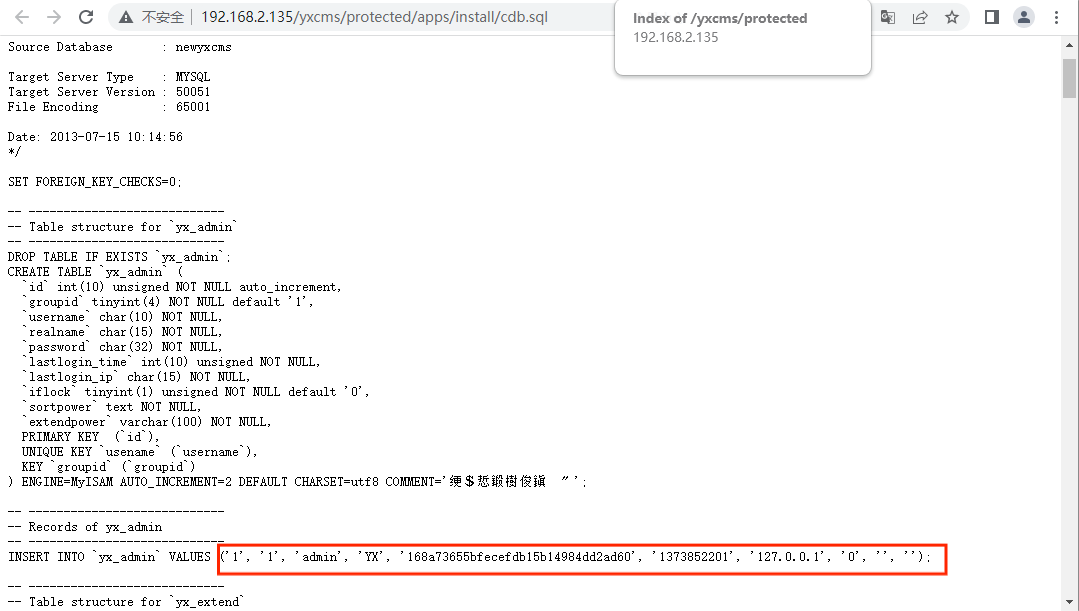 不安全 192.168.2.135/yxcms/protected/apps/install/cdb.sql
Index of /yxcms/protected
192.168.2.135
Source Database       : newyxcms
Target Server Type    : MYSQL
Target Server Version : 50051
File Encoding         : 65001
Date: 2013-07-15 10:14:56
*/
SET FOREIGN_KEY_CHECKS=0;
-- ----------------------------
-- Table structure for `yx_admin`
-- ----------------------------
DROP TABLE IF EXISTS `yx_admin`;
CREATE TABLE `yx_admin` (
  `id` int(10) unsigned NOT NULL auto_increment,
  `groupid` tinyint(4) NOT NULL default '1',
  `username` char(10) NOT NULL,
  `realname` char(15) NOT NULL,
  `password` char(32) NOT NULL,
  `lastlogin_time` int(10) unsigned NOT NULL,
  `lastlogin_ip` char(15) NOT NULL,
  `iflock` tinyint(1) unsigned NOT NULL default '0',
  `sortpower` text NOT NULL,
  `extendpower` varchar(100) NOT NULL,
  PRIMARY KEY  (`id`),
  UNIQUE KEY `usename` (`username`),
  KEY `groupid` (`groupid`)
) ENGINE=MyISAM AUTO_INCREMENT=2 DEFAULT CHARSET=utf8 COMMENT='绠＄悊鍛樹俊鎭〃';
-- ----------------------------
-- Records of yx_admin
-- ----------------------------
INSERT INTO `yx_admin` VALUES ('1', '1', 'admin', 'YX', '168a73655bfecefdb15b14984dd2ad60', '1373852201', '127.0.0.1', '0', '', '');
-- ----------------------------
-- Table structure for `yx_extend`